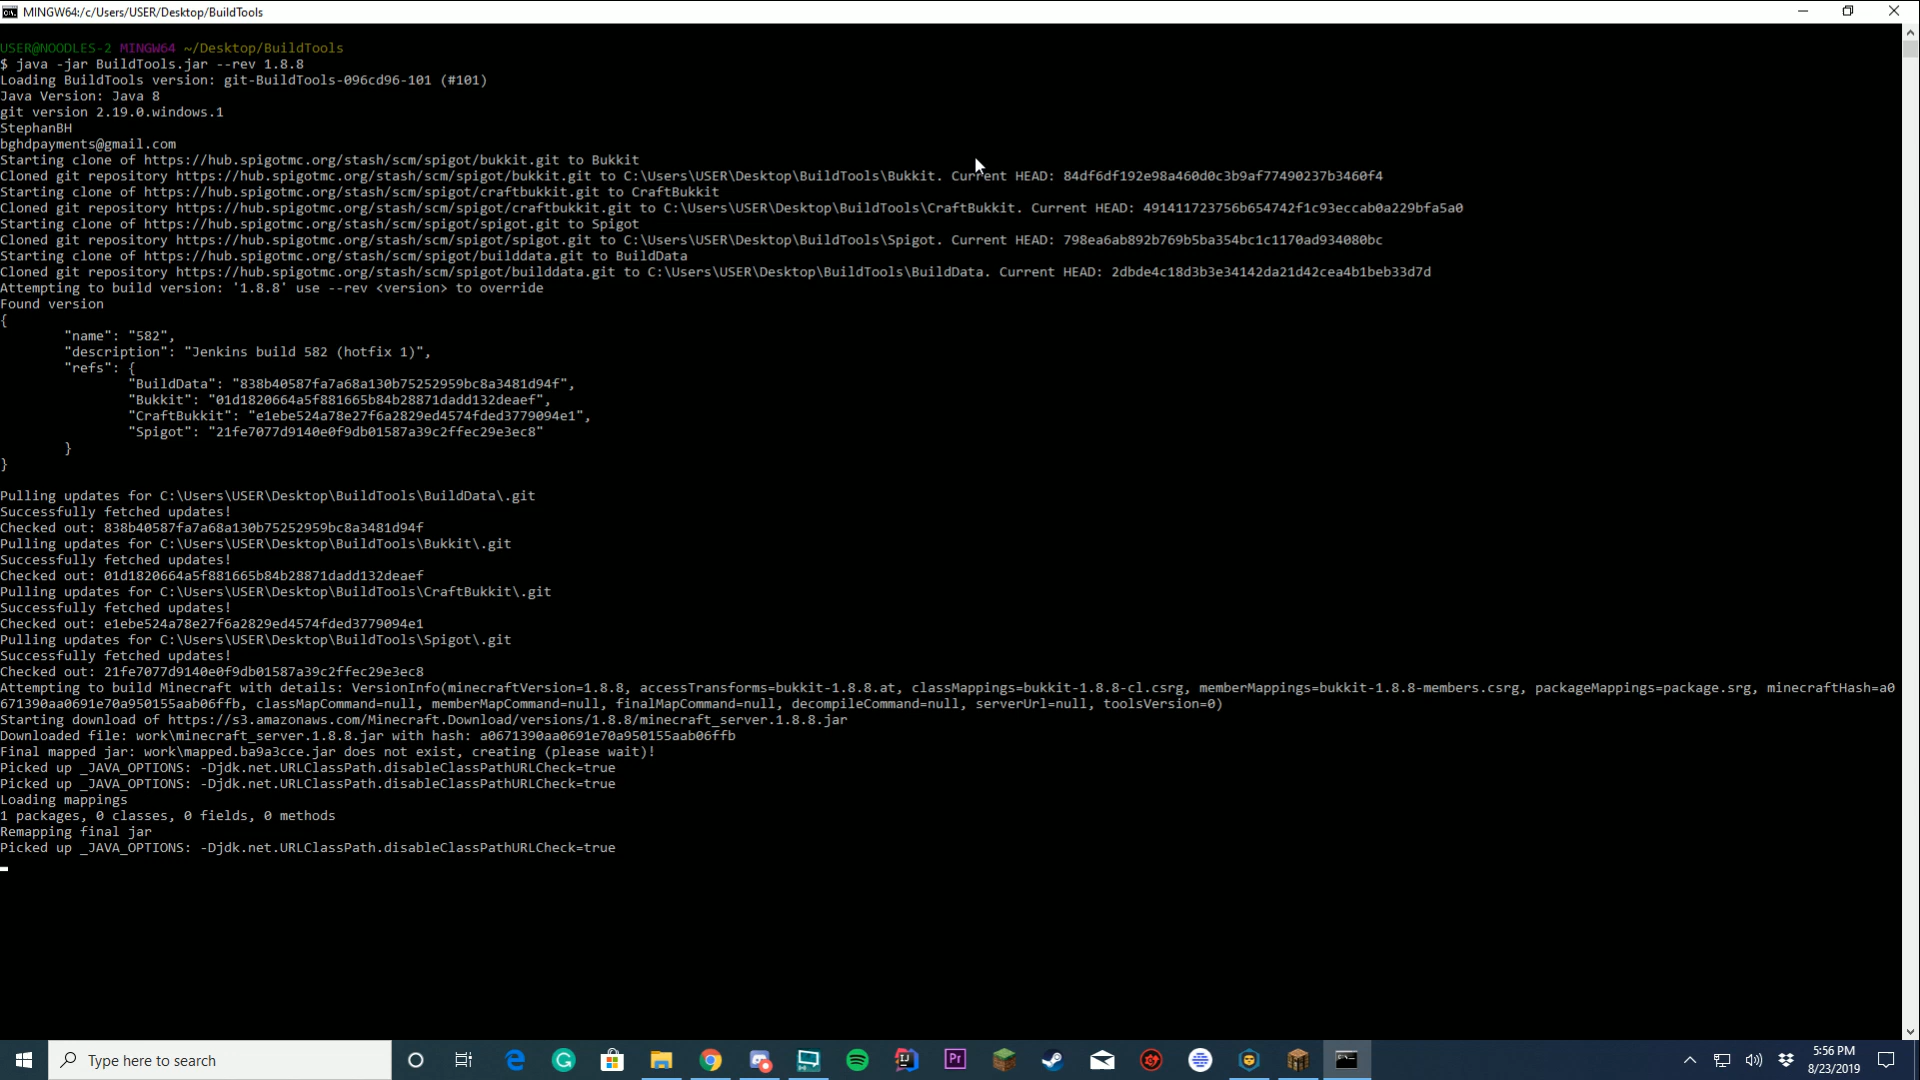 MINGW64:/c/Users/USER/Desktop/BuildTools
USER@NOODLES-2 MINGW64 ~/Desktop/BuildTools
$ java -jar BuildTools.jar --rev 1.8.8
Loading BuildTools version: git-BuildTools-096cd96-101 (#101)
Java Version: Java 8
git version 2.19.0.windows.1
StephanBH
bghdpayments@gmail.com
Starting clone of https://hub.spigotmc.org/stash/scm/spigot/bukkit.git to Bukkit
Cloned git repository https://hub.spigotmc.org/stash/scm/spigot/bukkit.git to C:\Users\USER\Desktop\BuildTools\Bukkit. Current HEAD: 84df6df192e98a460d0c3b9af77490237b3460f4
Starting clone of https://hub.spigotmc.org/stash/scm/spigot/craftbukkit.git to CraftBukkit
Cloned git repository https://hub.spigotmc.org/stash/scm/spigot/craftbukkit.git to C:\Users\USER\Desktop\BuildTools\CraftBukkit. Current HEAD: 491411723756b654742f1c93eccab0a229bfa5a0
Starting clone of https://hub.spigotmc.org/stash/scm/spigot/spigot.git to Spigot
Cloned git repository https://hub.spigotmc.org/stash/scm/spigot/spigot.git to C:\Users\USER\Desktop\BuildTools\Spigot. Current HEAD: 798ea6ab892b769b5ba354bc1c1170ad934080bc
Starting clone of https://hub.spigotmc.org/stash/scm/spigot/builddata.git to BuildData
Cloned git repository https://hub.spigotmc.org/stash/scm/spigot/builddata.git to C:\Users\USER\Desktop\BuildTools\BuildData. Current HEAD: 2dbde4c18d3b3e34142da21d42cea4b1beb33d7d
Attempting to build version: '1.8.8' use --rev <version> to override
Found version
{
"name": "582",
"description": "Jenkins build 582 (hotfix 1)",
"refs": {
"BuildData": "838b40587fa7a68a130b75252959bc8a3481d94f",
"Bukkit": "01d1820664a5f881665b84b28871dadd132deaef",
"CraftBukkit": "e1ebe524a78e27f6a2829ed4574fded3779094e1",
"Spigot": "21fe7077d9140e0f9db01587a39c2ffec29e3ec8"
}
}
Pulling updates for C:\Users\USER\Desktop\BuildTools\BuildData\.git
Successfully fetched updates!
Checked out: 838b40587fa7a68a130b75252959bc8a3481d94f
Pulling updates for C:\Users\USER\Desktop\BuildTools\Bukkit\.git
Successfully fetched updates!
Checked out: 01d1820664a5f881665b84b28871dadd132deaef
Pulling updates for C:\Users\USER\Desktop\BuildTools\CraftBukkit\.git
Successfully fetched updates!
Checked out: e1ebe524a78e27f6a2829ed4574fded3779094e1
Pulling updates for C:\Users\USER\Desktop\BuildTools\Spigot\.git
Successfully fetched updates!
Checked out: 21fe7077d9140e0f9db01587a39c2ffec29e3ec8
Attempting to build Minecraft with details: VersionInfo(minecraftVersion=1.8.8, accessTransforms=bukkit-1.8.8.at, classMappings=bukkit-1.8.8-cl.csrg, memberMappings=bukkit-1.8.8-members.csrg, packageMappings=package.srg, minecraftHash=a0
671390aa0691e70a950155aab06ffb, classMapCommand=null, memberMapCommand=null, finalMapCommand=null, decompileCommand=null, serverUrl=null, toolsVersion=0)
Starting download of https://s3.amazonaws.com/Minecraft.Download/versions/1.8.8/minecraft_server.1.8.8.jar
Downloaded file: work\minecraft_server.1.8.8.jar with hash: a0671390aa0691e70a950155aab06ffb
Final mapped jar: work\mapped.ba9a3cce.jar does not exist, creating (please wait)!
Picked up _JAVA_OPTIONS: -Djdk.net.URLClassPath.disableClassPathURLCheck=true
Picked up _JAVA_OPTIONS: -Djdk.net.URLClassPath.disableClassPathURLCheck=true
Loading mappings
1 packages, 0 classes, 0 fields, 0 methods
Remapping final jar
Picked up _JAVA_OPTIONS: -Djdk.net.URLClassPath.disableClassPathURLCheck=true
Type here to search
5:56 PM
8/23/2019